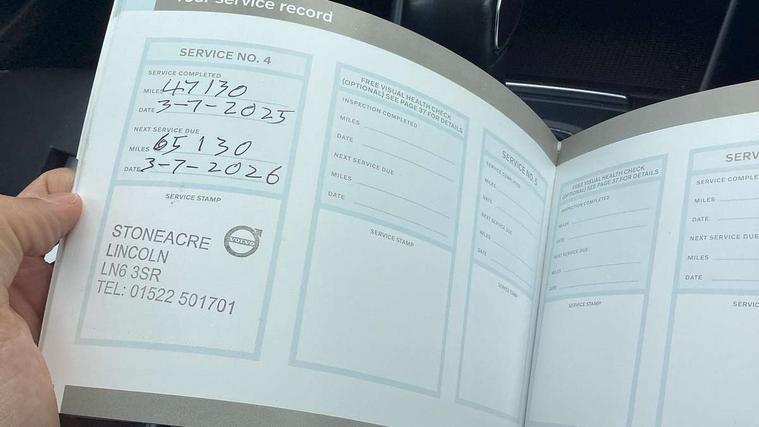 Your service record
SERVICE NO. 4
SERVICE COMPLETED
MILES 47130
DATE 3-7-2025
NEXT SERVICE DUE
MILES 65130
DATE 3-7-2026
SERVICE STAMP
STONEACRE
VOLVO
LINCOLN
LN6 3SR
TEL: 01522 501701
FREE VISUAL HEALTH CHECK
(OPTIONAL) SEE PAGE 37 FOR DETAILS
INSPECTION COMPLETED
MILES
DATE
NEXT SERVICE DUE
MILES
DATE
SERVICE STAMP
SERVICE NO. 5
SERVICE COMPLETED
MILES
DATE
NEXT SERVICE DUE
MILES
DATE
SERVICE STAMP
FREE VISUAL HEALTH CHECK
(OPTIONAL) SEE PAGE 37 FOR DETAILS
INSPECTION COMPLETED
MILES
DATE
NEXT SERVICE DUE
MILES
DATE
SERVICE STAMP
SERV
SERVICE COMPLE
MILES
DATE
NEXT SERVICE DU
MILES
DATE
SERVIC